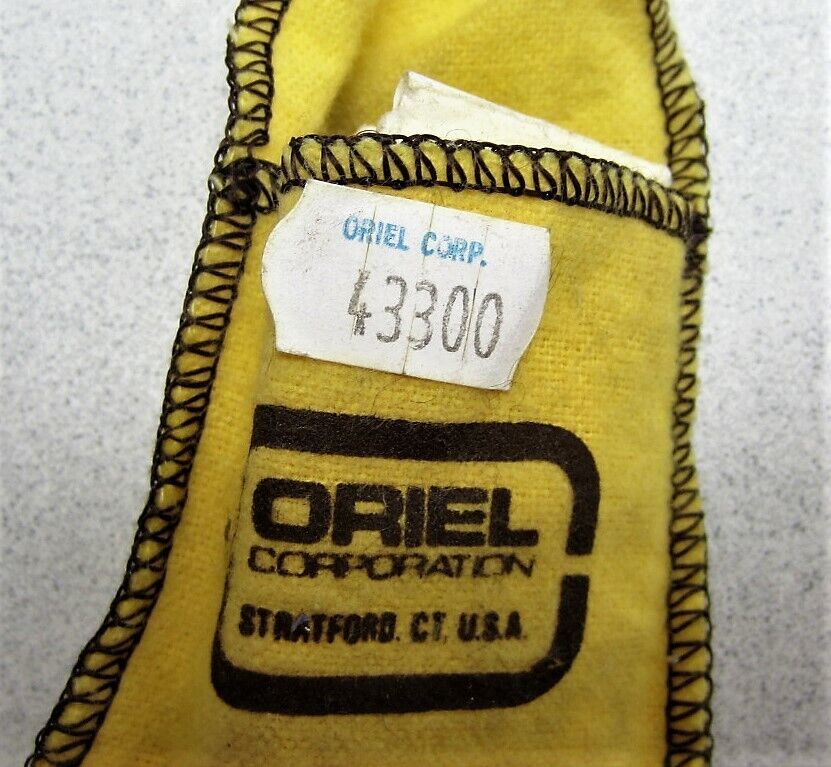 ORIEL CORP.
43300
ORIEL
CORPORATION
STRATFORD. CT, U.S.A.